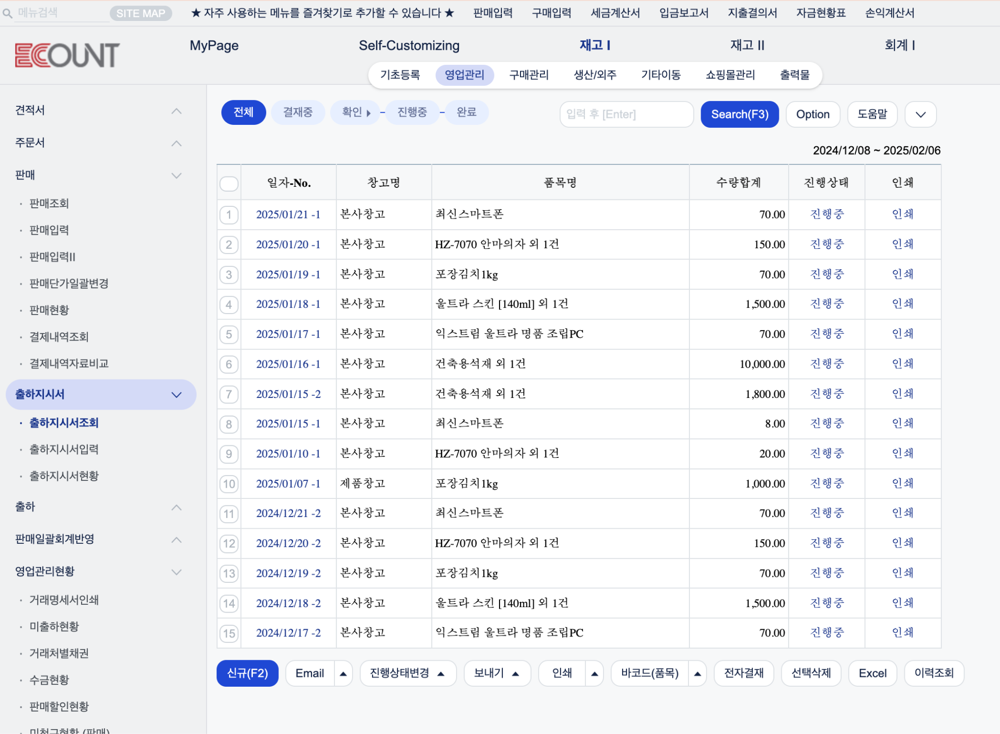 메뉴검색 SITE MAP ★ 자주 사용하는 메뉴를 즐겨찾기로 추가할 수 있습니다 ★ 판매입력 구매입력 세금계산서 입금보고서 지출결의서 자금현황표 손익계산서
ECOUNT MyPage Self-Customizing 재고 I 재고 II 회계 I
기초등록 영업관리 구매관리 생산/외주 기타이동 쇼핑몰관리 출력물
견적서
주문서
판매
· 판매조회
· 판매입력
· 판매입력II
· 판매단가일괄변경
· 판매현황
· 결제내역조회
· 결제내역자료비교
출하지시서
· 출하지시서조회
· 출하지시서입력
· 출하지시서현황
출하
판매일괄회계반영
영업관리현황
· 거래명세서인쇄
· 미출하현황
· 거래처별채권
· 수금현황
· 판매할인현황
· 미청구현황 (판매)
전체 결재중 확인 진행중 완료 입력 후 [Enter] Search(F3) Option 도움말
2024/12/08 ~ 2025/02/06
일자-No. 창고명 품목명 수량합계 진행상태 인쇄
1 2025/01/21 -1 본사창고 최신스마트폰 70.00 진행중 인쇄
2 2025/01/20 -1 본사창고 HZ-7070 안마의자 외 1건 150.00 진행중 인쇄
3 2025/01/19 -1 본사창고 포장김치1kg 70.00 진행중 인쇄
4 2025/01/18 -1 본사창고 울트라 스킨 [140ml] 외 1건 1,500.00 진행중 인쇄
5 2025/01/17 -1 본사창고 익스트림 울트라 명품 조립PC 70.00 진행중 인쇄
6 2025/01/16 -1 본사창고 건축용석재 외 1건 10,000.00 진행중 인쇄
7 2025/01/15 -2 본사창고 건축용석재 외 1건 1,800.00 진행중 인쇄
8 2025/01/15 -1 본사창고 최신스마트폰 8.00 진행중 인쇄
9 2025/01/10 -1 본사창고 HZ-7070 안마의자 외 1건 20.00 진행중 인쇄
10 2025/01/07 -1 제품창고 포장김치1kg 1,000.00 진행중 인쇄
11 2024/12/21 -2 본사창고 최신스마트폰 70.00 진행중 인쇄
12 2024/12/20 -2 본사창고 HZ-7070 안마의자 외 1건 150.00 진행중 인쇄
13 2024/12/19 -2 본사창고 포장김치1kg 70.00 진행중 인쇄
14 2024/12/18 -2 본사창고 울트라 스킨 [140ml] 외 1건 1,500.00 진행중 인쇄
15 2024/12/17 -2 본사창고 익스트림 울트라 명품 조립PC 70.00 진행중 인쇄
신규(F2) Email 진행상태변경 보내기 인쇄 바코드(품목) 전자결재 선택삭제 Excel 이력조회